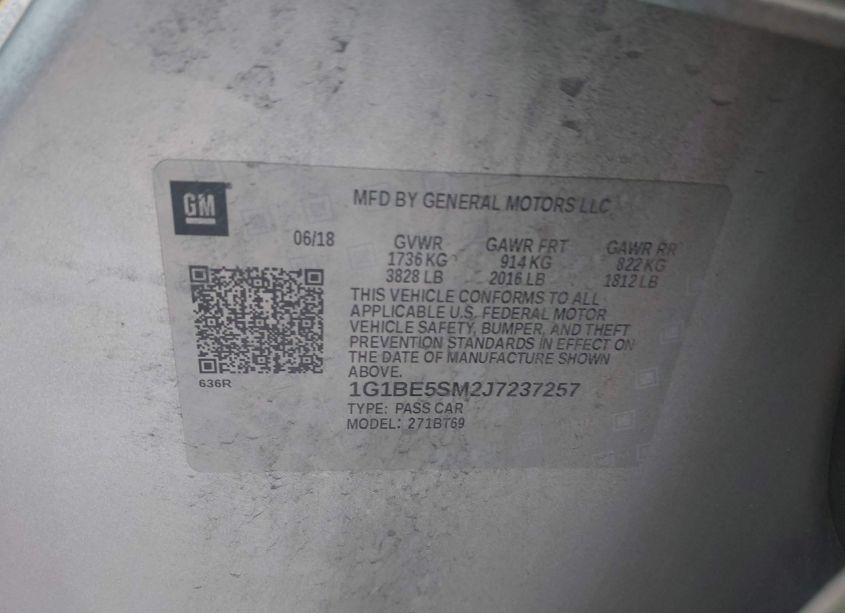 GM
MFD BY GENERAL MOTORS LLC
06/18
GVWR GAWR FRT GAWR RR
1736 KG 914 KG 822 KG
3828 LB 2016 LB 1812 LB
THIS VEHICLE CONFORMS TO ALL
APPLICABLE U.S. FEDERAL MOTOR
VEHICLE SAFETY, BUMPER, AND THEFT
PREVENTION STANDARDS IN EFFECT ON
THE DATE OF MANUFACTURE SHOWN
ABOVE.
636R
1G1BE5SM2J7237257
TYPE: PASS CAR
MODEL: 271BT69